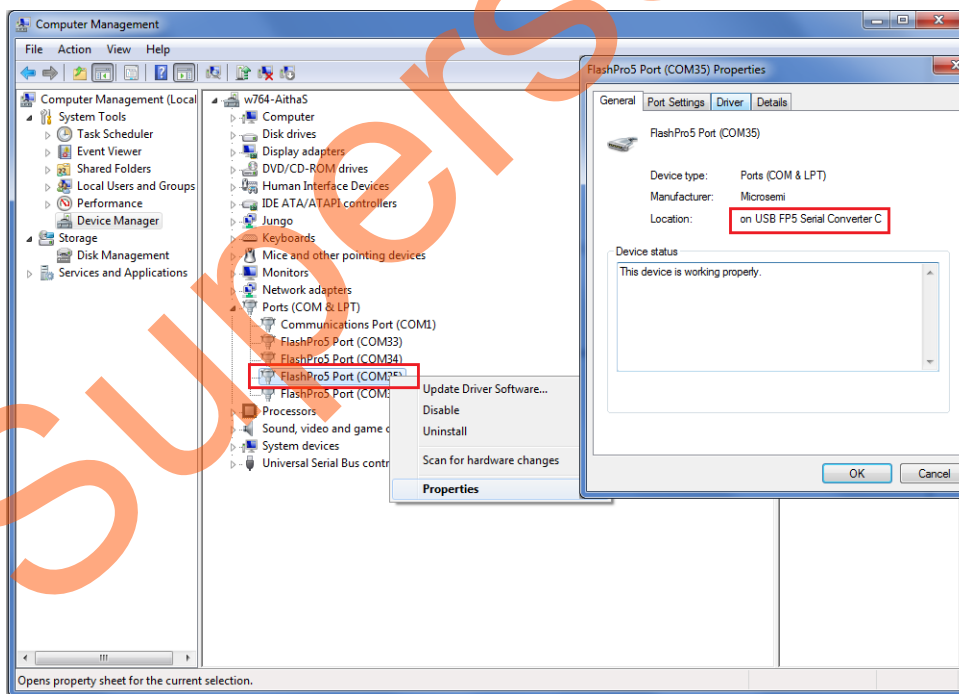 Computer Management
File Action View Help
Computer Management (Local
System Tools
Task Scheduler
Event Viewer
Shared Folders
Local Users and Groups
Performance
Device Manager
Storage
Disk Management
Services and Applications
w764-AithaS
Computer
Disk drives
Display adapters
DVD/CD-ROM drives
Human Interface Devices
IDE ATA/ATAPI controllers
Jungo
Keyboards
Mice and other pointing devices
Monitors
Network adapters
Ports (COM & LPT)
Communications Port (COM1)
FlashPro5 Port (COM33)
FlashPro5 Port (COM34)
FlashPro5 Port (COM35)
FlashPro5 Port
Processors
Sound, video and game
System devices
Universal Serial Bus contr
Update Driver Software...
Disable
Uninstall
Scan for hardware changes
Properties
FlashPro5 Port (COM35) Properties
General Port Settings Driver Details
FlashPro5 Port (COM35)
Device type: Ports (COM & LPT)
Manufacturer: Microsemi
Location: on USB FP5 Serial Converter C
Device status
This device is working properly.
OK Cancel
Opens property sheet for the current selection.